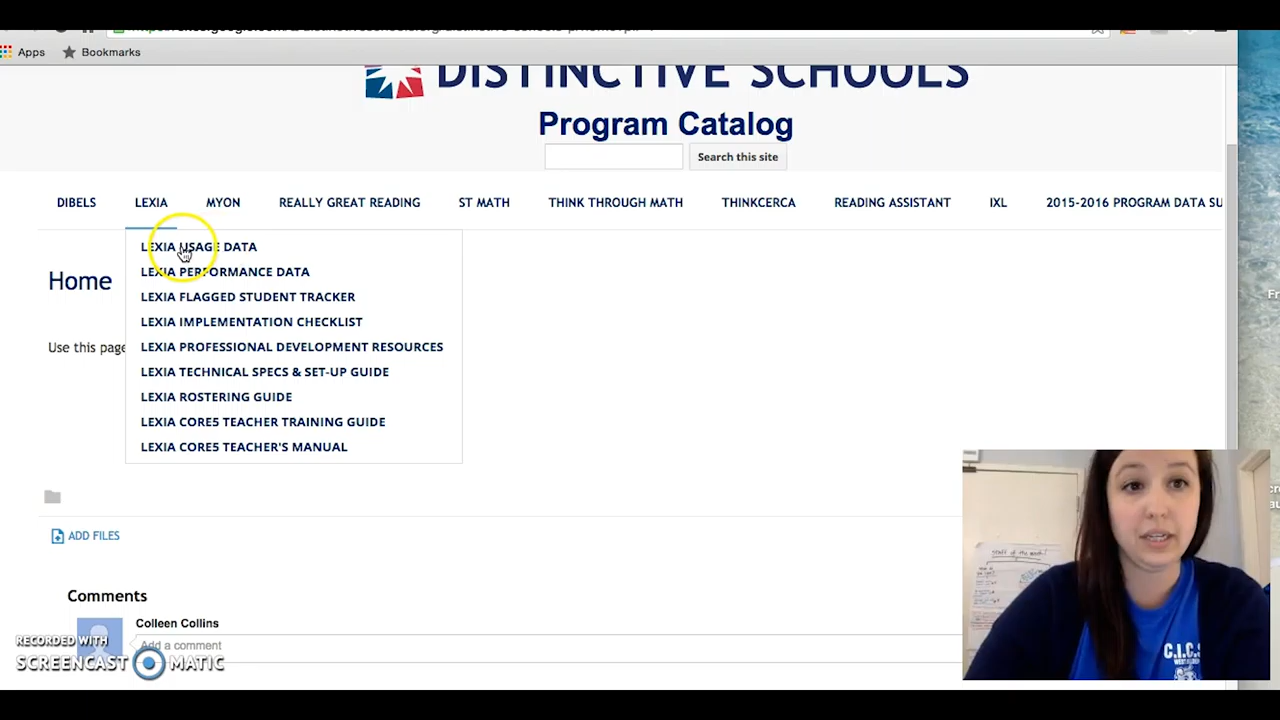 Apps Bookmarks
DISTINCTIVE SCHOOLS
Program Catalog
Search this site
DIBELS LEXIA MYON REALLY GREAT READING ST MATH THINK THROUGH MATH THINKCERCA READING ASSISTANT IXL 2015-2016 PROGRAM DATA SU
LEXIA USAGE DATA
LEXIA PERFORMANCE DATA
LEXIA FLAGGED STUDENT TRACKER
LEXIA IMPLEMENTATION CHECKLIST
LEXIA PROFESSIONAL DEVELOPMENT RESOURCES
LEXIA TECHNICAL SPECS & SET-UP GUIDE
LEXIA ROSTERING GUIDE
LEXIA CORE5 TEACHER TRAINING GUIDE
LEXIA CORE5 TEACHER'S MANUAL
Home
Use this page
ADD FILES
Comments
Colleen Collins
Add a comment
RECORDED WITH
SCREENCAST MATIC
C.I.C.S